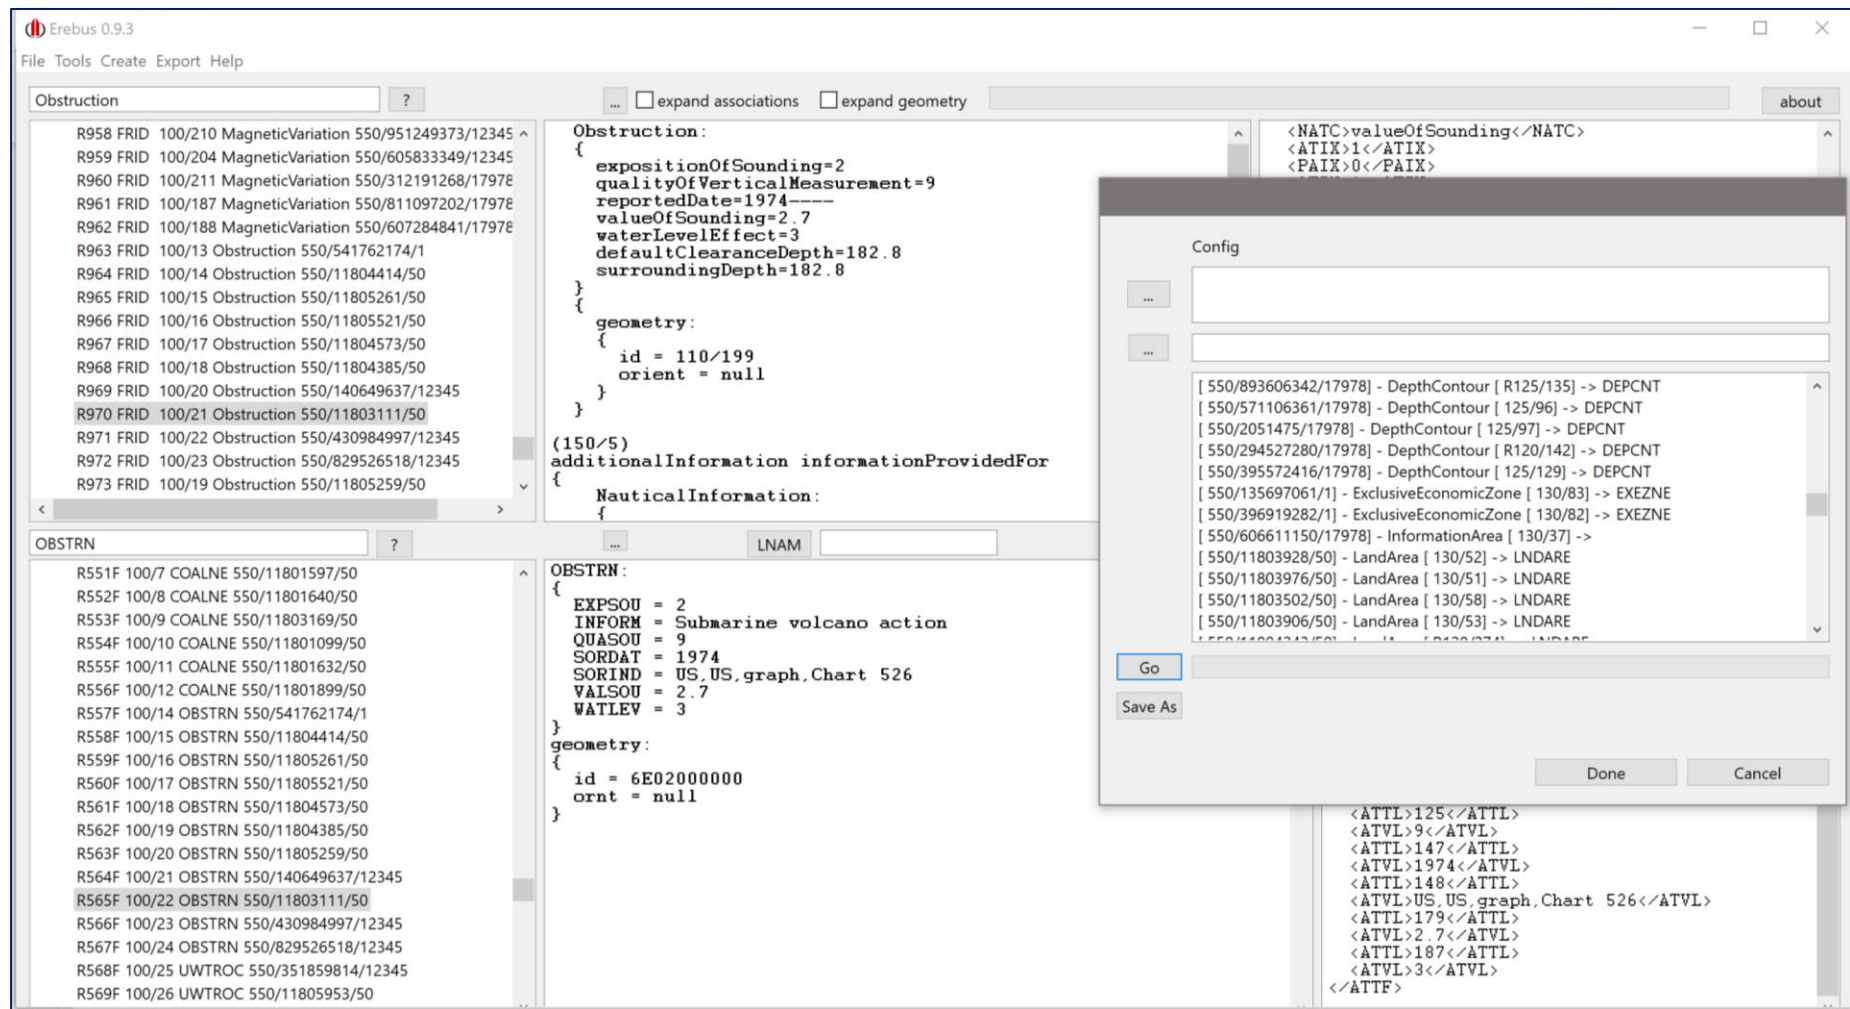 Erebus 0.9.3
File Tools Create Export Help
Obstruction
?
...
expand associations
expand geometry
about
R958 FRID 100/210 MagneticVariation 550/951249373/12345
R959 FRID 100/204 MagneticVariation 550/605833349/12345
R960 FRID 100/211 MagneticVariation 550/312191268/17978
R961 FRID 100/187 MagneticVariation 550/811097202/17978
R962 FRID 100/188 MagneticVariation 550/607284841/17978
R963 FRID 100/13 Obstruction 550/541762174/1
R964 FRID 100/14 Obstruction 550/11804414/50
R965 FRID 100/15 Obstruction 550/11805261/50
R966 FRID 100/16 Obstruction 550/11805521/50
R967 FRID 100/17 Obstruction 550/11804573/50
R968 FRID 100/18 Obstruction 550/11804385/50
R969 FRID 100/20 Obstruction 550/140649637/12345
R970 FRID 100/21 Obstruction 550/11803111/50
R971 FRID 100/22 Obstruction 550/430984997/12345
R972 FRID 100/23 Obstruction 550/829526518/12345
R973 FRID 100/19 Obstruction 550/11805259/50
Obstruction:
{
expositionOfSounding=2
qualityOfVerticalMeasurement=9
reportedDate=1974----
valueOfSounding=2.7
waterLevelEffect=3
defaultClearanceDepth=182.8
surroundingDepth=182.8
}
{
geometry:
{
id = 110/199
orient = null
}
}
(150/5)
additionalInformation informationProvidedFor
{
NauticalInformation:
{
<NATC>valueOfSounding</NATC>
<ATIX>1</ATIX>
<PAIX>0</PAIX>
Config
...
...
[ 550/893606342/17978] - DepthContour [ R125/135] -> DEPCNT
[ 550/571106361/17978] - DepthContour [ 125/96] -> DEPCNT
[ 550/2051475/17978] - DepthContour [ 125/97] -> DEPCNT
[ 550/294527280/17978] - DepthContour [ R120/142] -> DEPCNT
[ 550/395572416/17978] - DepthContour [ 125/129] -> DEPCNT
[ 550/135697061/1] - ExclusiveEconomicZone [ 130/83] -> EXEZNE
[ 550/396919282/1] - ExclusiveEconomicZone [ 130/82] -> EXEZNE
[ 550/606611150/17978] - InformationArea [ 130/37] ->
[ 550/11803928/50] - LandArea [ 130/52] -> LNDARE
[ 550/11803976/50] - LandArea [ 130/51] -> LNDARE
[ 550/11803502/50] - LandArea [ 130/58] -> LNDARE
[ 550/11803906/50] - LandArea [ 130/53] -> LNDARE
Go
Save As
Done
Cancel
OBSTRN
?
...
LNAM
R551F 100/7 COALNE 550/11801597/50
R552F 100/8 COALNE 550/11801640/50
R553F 100/9 COALNE 550/11803169/50
R554F 100/10 COALNE 550/11801099/50
R555F 100/11 COALNE 550/11801632/50
R556F 100/12 COALNE 550/11801899/50
R557F 100/14 OBSTRN 550/541762174/1
R558F 100/15 OBSTRN 550/11804414/50
R559F 100/16 OBSTRN 550/11805261/50
R560F 100/17 OBSTRN 550/11805521/50
R561F 100/18 OBSTRN 550/11804573/50
R562F 100/19 OBSTRN 550/11804385/50
R563F 100/20 OBSTRN 550/11805259/50
R564F 100/21 OBSTRN 550/140649637/12345
R565F 100/22 OBSTRN 550/11803111/50
R566F 100/23 OBSTRN 550/430984997/12345
R567F 100/24 OBSTRN 550/829526518/12345
R568F 100/25 UWTROC 550/351859814/12345
R569F 100/26 UWTROC 550/11805953/50
OBSTRN:
{
EXPSOU = 2
INFORM = Submarine volcano action
QUASOU = 9
SORDAT = 1974
SORIND = US,US,graph,Chart 526
VALSOU = 2.7
WATLEV = 3
}
geometry:
{
id = 6E02000000
ornt = null
}
<ATTL>125</ATTL>
<ATVL>9</ATVL>
<ATTL>147</ATTL>
<ATVL>1974</ATVL>
<ATTL>148</ATTL>
<ATVL>US,US,graph,Chart 526</ATVL>
<ATTL>179</ATTL>
<ATVL>2.7</ATVL>
<ATTL>187</ATTL>
<ATVL>3</ATVL>
</ATTF>